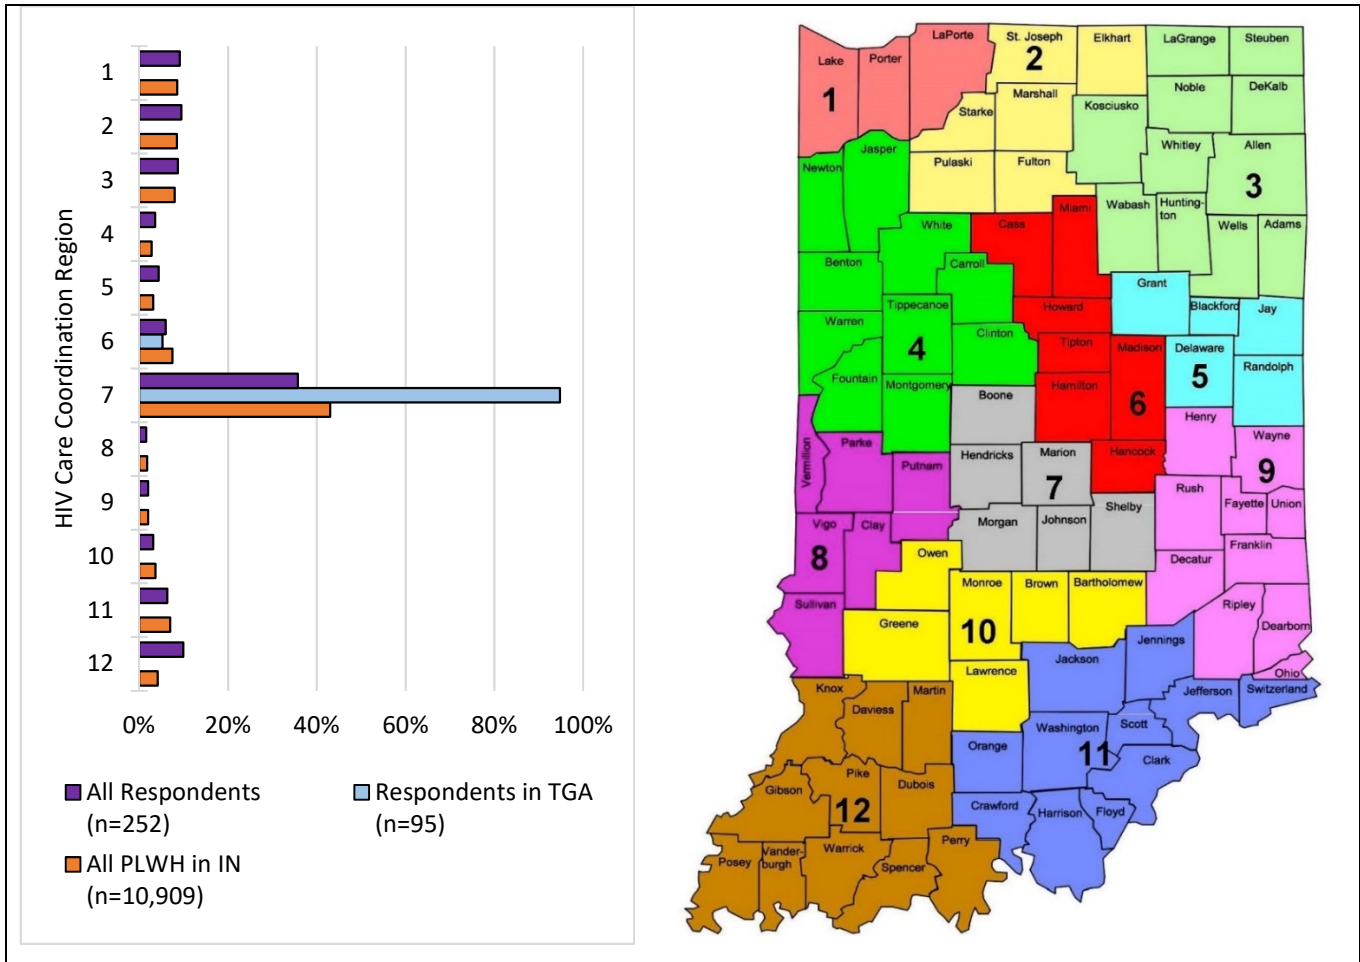 HIV Care Coordination Region
1
2
3
4
5
6
7
8
9
10
11
12
0%
20%
40%
60%
80%
100%
All Respondents
(n=252)
Respondents in TGA
(n=95)
All PLWH in IN
(n=10,909)
LaPorte
St. Joseph
Elkhart
LaGrange
Steuben
Lake
Porter
2
1
Marshall
Noble
DeKalb
Starke
Kosciusko
Jasper
Whitley
Allen
Newton
Pulaski
Fulton
3
Wabash
Hunting-
ton
Miami
White
Cass
Wells
Adams
Benton
Carroll
Grant
Tippecanoe
Howard
Blackford
Jay
Warren
Clinton
Tipton
Madison
Delaware
4
5
Randolph
Fountain
Montgomery
Boone
Hamilton
6
Henry
Wayne
Vermillion
Parke
Putnam
Hendricks
Marion
Hancock
9
7
Rush
Fayette
Union
Shelby
Vigo
Clay
Morgan
Johnson
Franklin
8
Owen
Decatur
Monroe
Brown
Bartholomew
Sullivan
Greene
10
Ripley
Dearborn
Jennings
Jackson
Lawrence
Ohio
Knox
Martin
Jefferson
Switzerland
Daviess
Washington
Scott
Orange
11
Clark
Pike
Gibson
Dubois
12
Crawford
Harrison
Floyd
Perry
Posey
Vander-
burgh
Warrick
Spencer